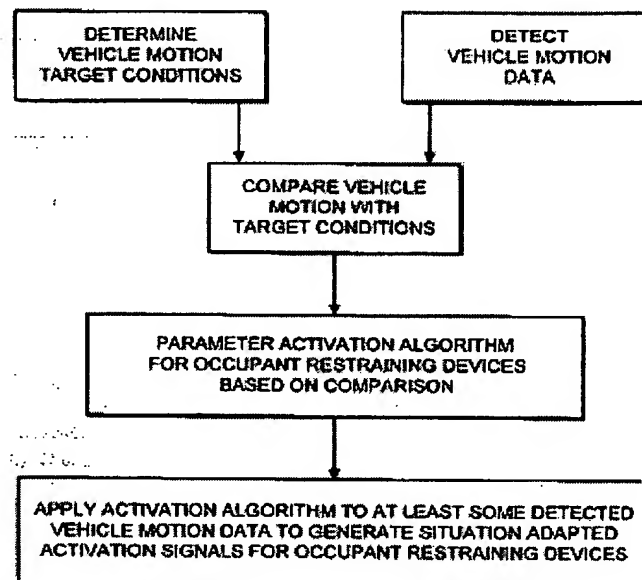 DETERMINE
VEHICLE MOTION
TARGET CONDITIONS
DETECT
VEHICLE MOTION
DATA
COMPARE VEHICLE
MOTION WITH
TARGET CONDITIONS
PARAMETER ACTIVATION ALGORITHM
FOR OCCUPANT RESTRAINING DEVICES
BASED ON COMPARISON
APPLY ACTIVATION ALGORITHM TO AT LEAST SOME DETECTED
VEHICLE MOTION DATA TO GENERATE SITUATION ADAPTED
ACTIVATION SIGNALS FOR OCCUPANT RESTRAINING DEVICES